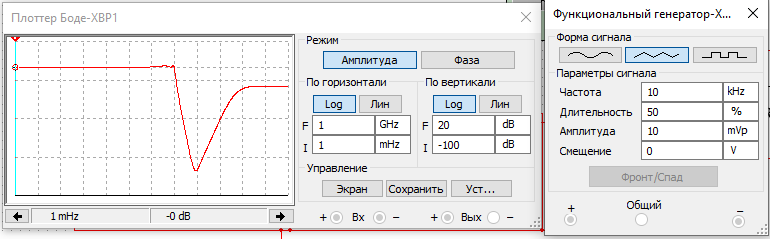 Плоттер Боде-XBP1
Режим
Амплитуда Фаза
По горизонтали По вертикали
Log Лин Log Лин
F 1 GHz F 20 dB
I 1 mHz I -100 dB
Управление
Экран Сохранить Уст...
1 mHz -0 dB + Вх − + Вых −
Функциональный генератор-X...
Форма сигнала
Параметры сигнала
Частота 10 kHz
Длительность 50 %
Амплитуда 10 mVp
Смещение 0 V
Фронт/Спад
+ Общий −